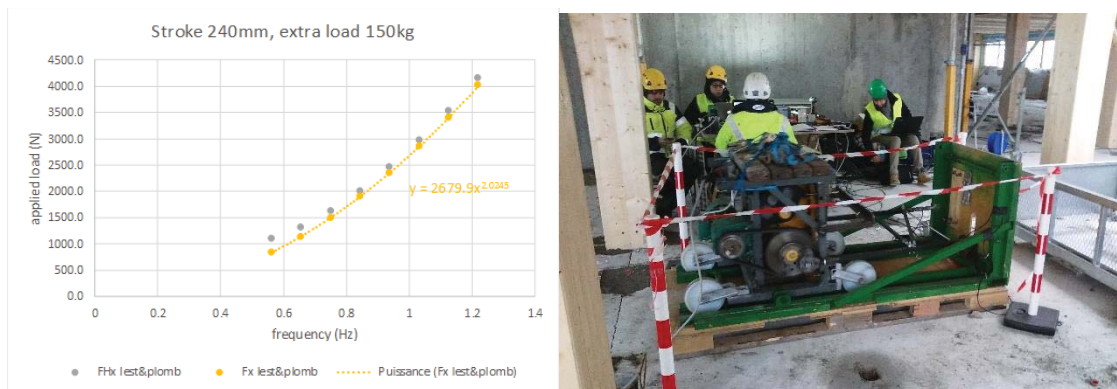 Stroke 240mm, extra load 150kg
applied load (N)
4500.0
4000.0
3500.0
3000.0
2500.0
2000.0
1500.0
1000.0
500.0
0.0
y = 2679.9x^2.0245
0 0.2 0.4 0.6 0.8 1 1.2 1.4
frequency (Hz)
FHx lest&plomb Fx lest&plomb Puissance (Fx lest&plomb)